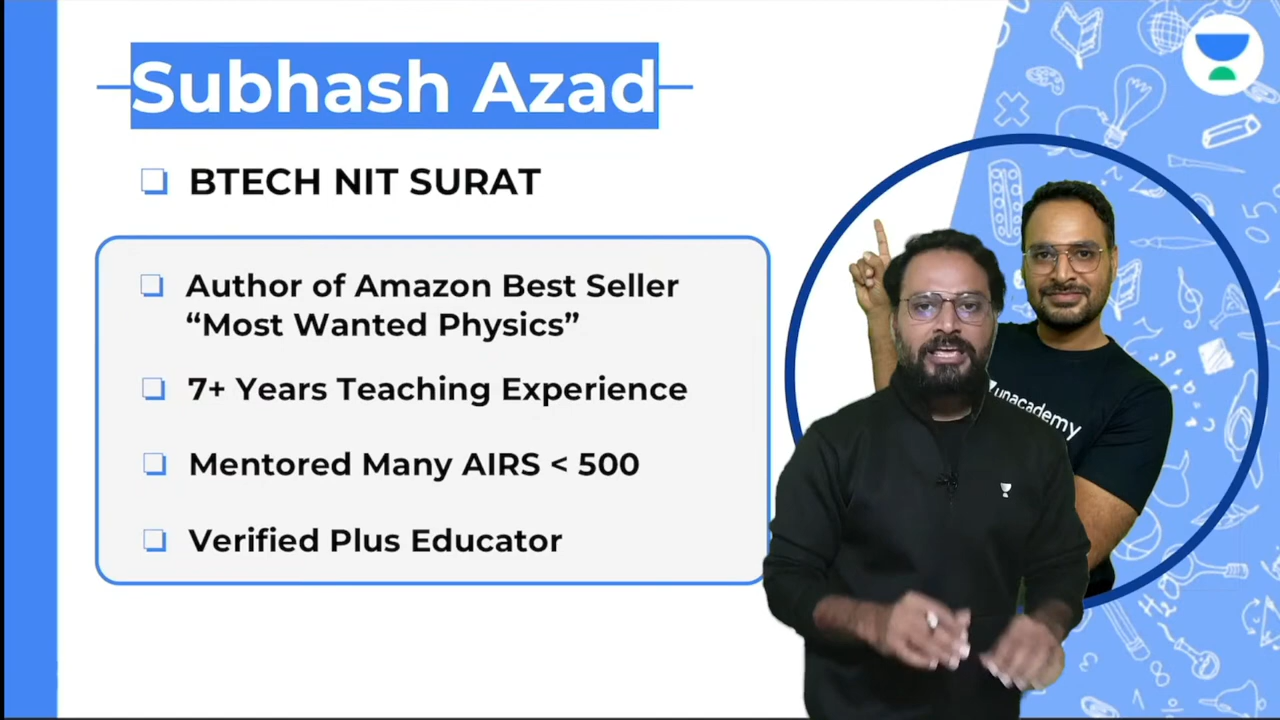 Subhash Azad
BTECH NIT SURAT
Author of Amazon Best Seller
“Most Wanted Physics”
7+ Years Teaching Experience
Mentored Many AIRS < 500
Verified Plus Educator
unacademy